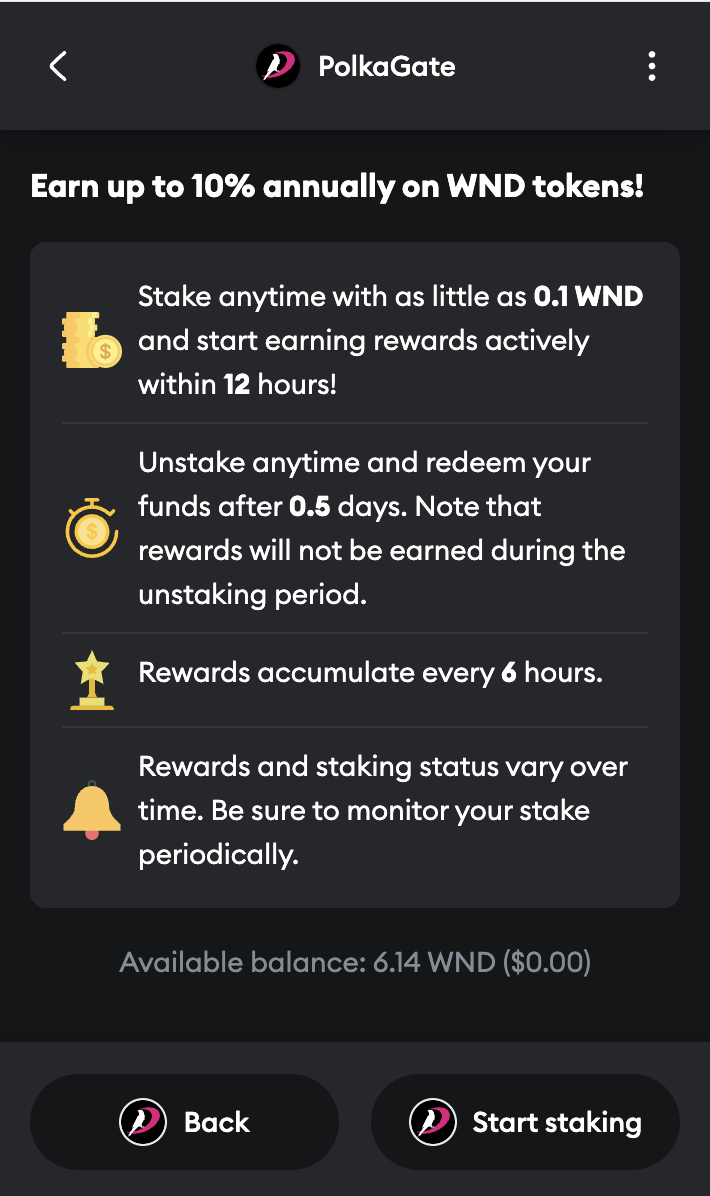 PolkaGate
Earn up to 10% annually on WND tokens!
Stake anytime with as little as 0.1 WND
and start earning rewards actively
within 12 hours!
$
Unstake anytime and redeem your
funds after 0.5 days. Note that
rewards will not be earned during the
unstaking period.
$
Rewards accumulate every 6 hours.
Rewards and staking status vary over
time. Be sure to monitor your stake
periodically.
Available balance: 6.14 WND ($0.00)
Back
Start staking